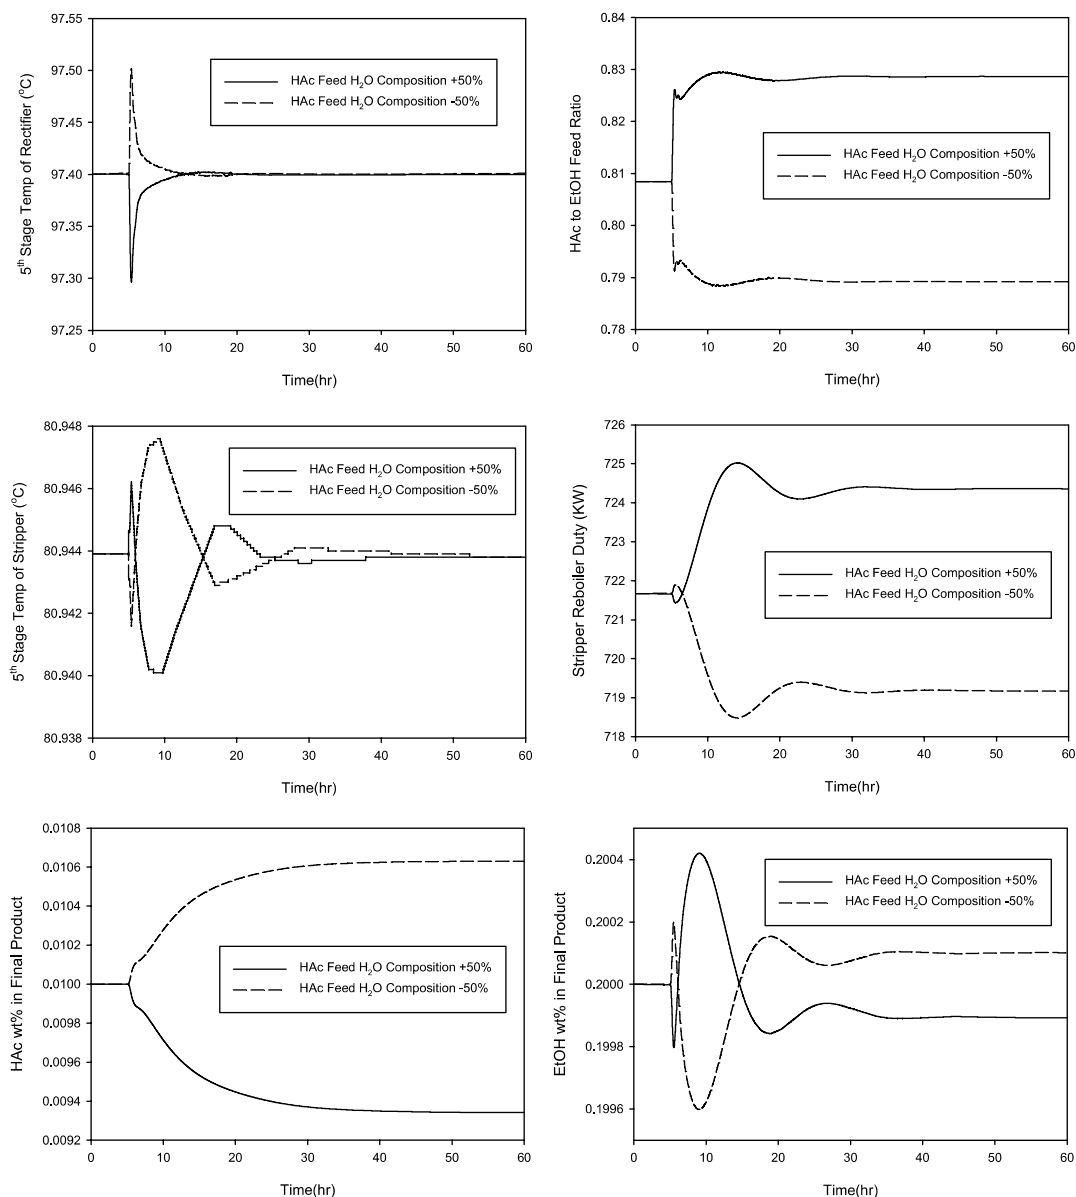 97.55
97.50
97.45
97.40
97.35
97.30
97.25
5th Stage Temp of Rectifier (oC)
HAc Feed H2O Composition +50%
HAc Feed H2O Composition -50%
0 10 20 30 40 50 60
Time(hr)
0.84
0.83
0.82
0.81
0.80
0.79
0.78
HAc to EtOH Feed Ratio
HAc Feed H2O Composition +50%
HAc Feed H2O Composition -50%
0 10 20 30 40 50 60
Time(hr)
80.948
80.946
80.944
80.942
80.940
80.938
5th Stage Temp of Stripper (oC)
HAc Feed H2O Composition +50%
HAc Feed H2O Composition -50%
0 10 20 30 40 50 60
Time(hr)
726
725
724
722
721
719
718
Stripper Reboiler Duty (KW)
HAc Feed H2O Composition +50%
HAc Feed H2O Composition -50%
0 10 20 30 40 50 60
Time(hr)
0.0108
0.0106
0.0104
0.0102
0.0100
0.0098
0.0096
0.0094
0.0092
HAc wt% in Final Product
HAc Feed H2O Composition +50%
HAc Feed H2O Composition -50%
0 10 20 30 40 50 60
Time(hr)
0.2004
0.2002
0.2000
0.1998
0.1996
EtOH wt% in Final Product
HAc Feed H2O Composition +50%
HAc Feed H2O Composition -50%
0 10 20 30 40 50 60
Time(hr)